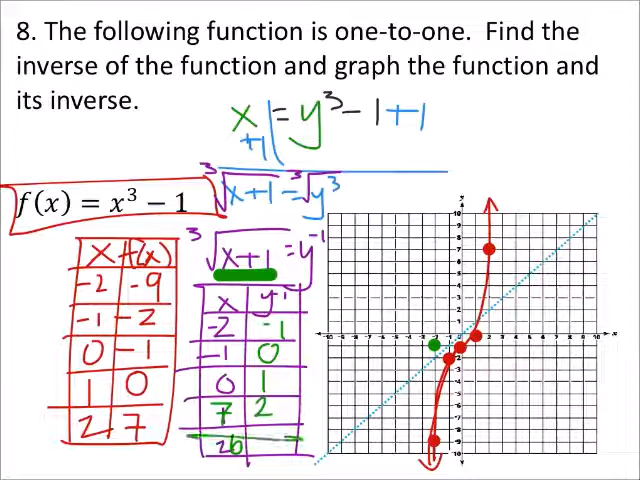 8. The following function is one-to-one. Find the
inverse of the function and graph the function and
its inverse.
x = y³ - 1 + 1
+1
f(x) = x³ − 1
∛x+1 = ∛y³
∛x+1 = y⁻¹
x f(x)
-2 -9
-1 -2
0 -1
1 0
2 7
x y⁻¹
-2 -1
-1 0
0 1
7 2
26
x
y